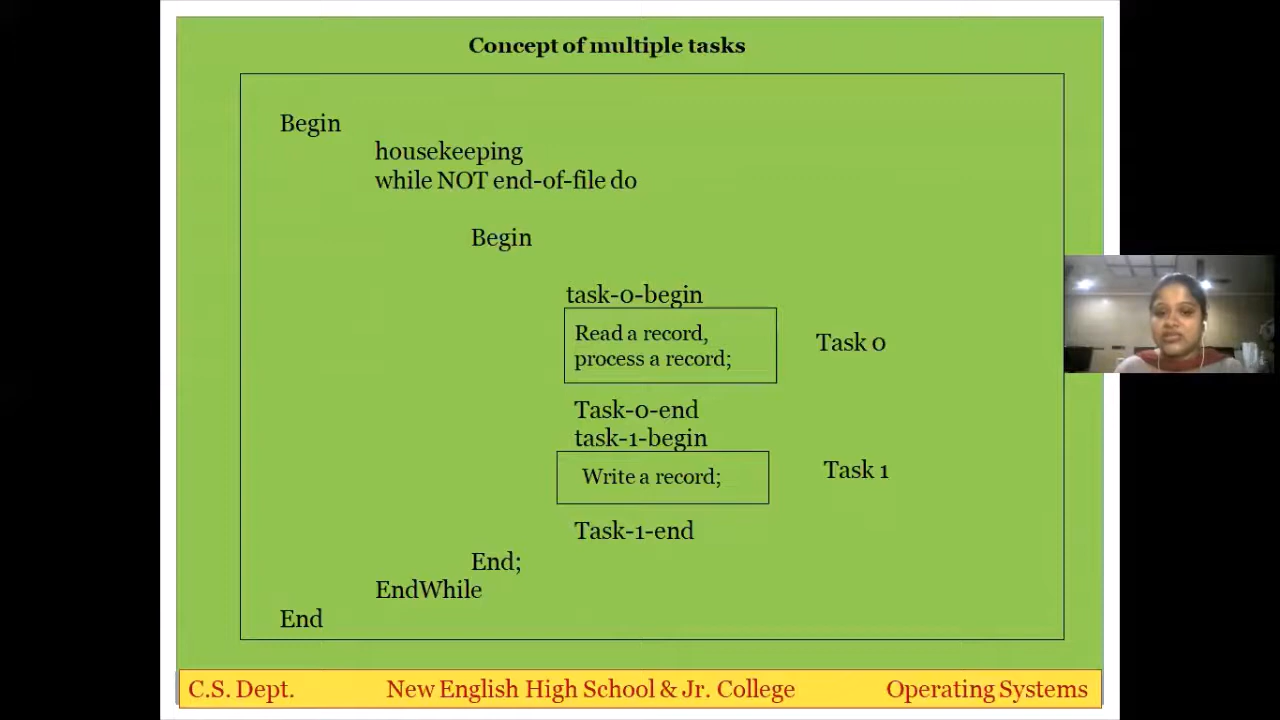 Concept of multiple tasks
Begin
housekeeping
while NOT end-of-file do
Begin
task-0-begin
Read a record,
process a record;
Task 0
Task-0-end
task-1-begin
Write a record;
Task 1
Task-1-end
End;
EndWhile
End
C.S. Dept. New English High School & Jr. College Operating Systems